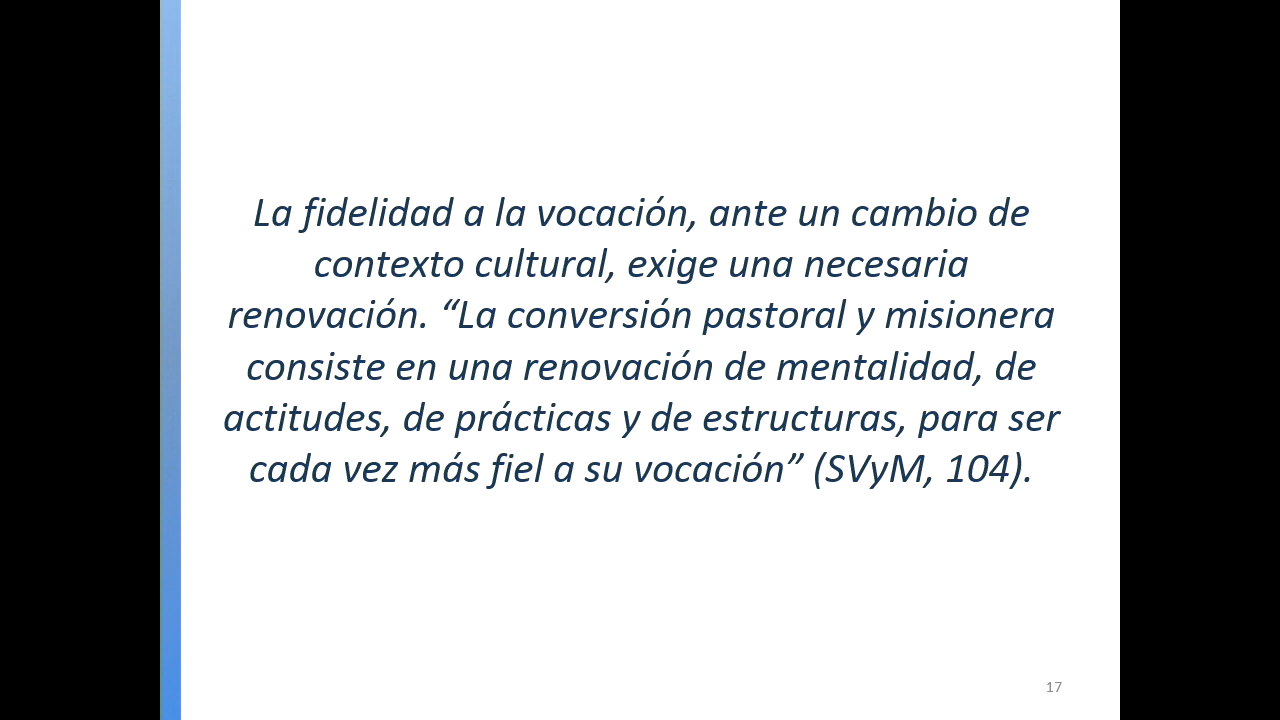 La fidelidad a la vocación, ante un cambio de
contexto cultural, exige una necesaria
renovación. “La conversión pastoral y misionera
consiste en una renovación de mentalidad, de
actitudes, de prácticas y de estructuras, para ser
cada vez más fiel a su vocación” (SVyM, 104).
17